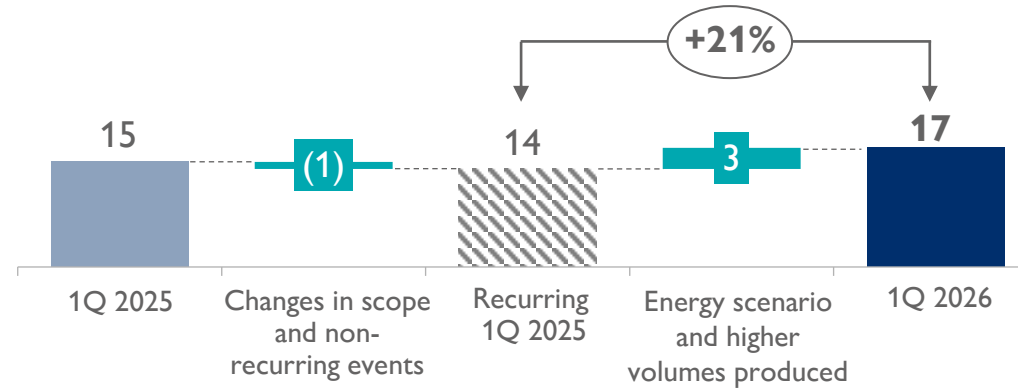 +21%
15
(1)
14
3
17
1Q 2025
Changes in scope
and non-
recurring events
Recurring
1Q 2025
Energy scenario
and higher
volumes produced
1Q 2026